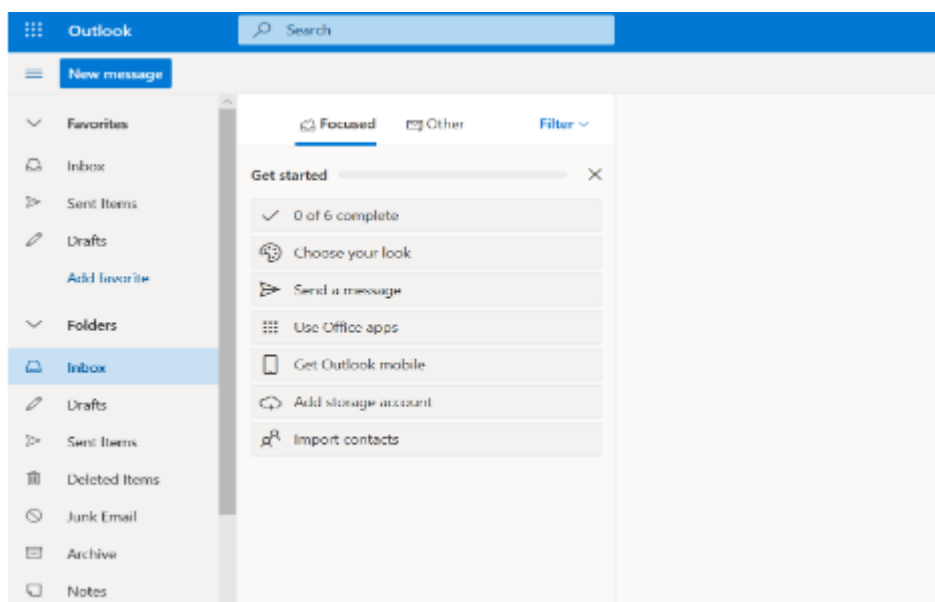 Outlook
Search
New message
Favorites
Inbox
Sent Items
Drafts
Add favorite
Folders
Inbox
Drafts
Sent Items
Deleted Items
Junk Email
Archive
Notes
Focused
Other
Filter
Get started
0 of 6 complete
Choose your look
Send a message
Use Office apps
Get Outlook mobile
Add storage account
Import contacts